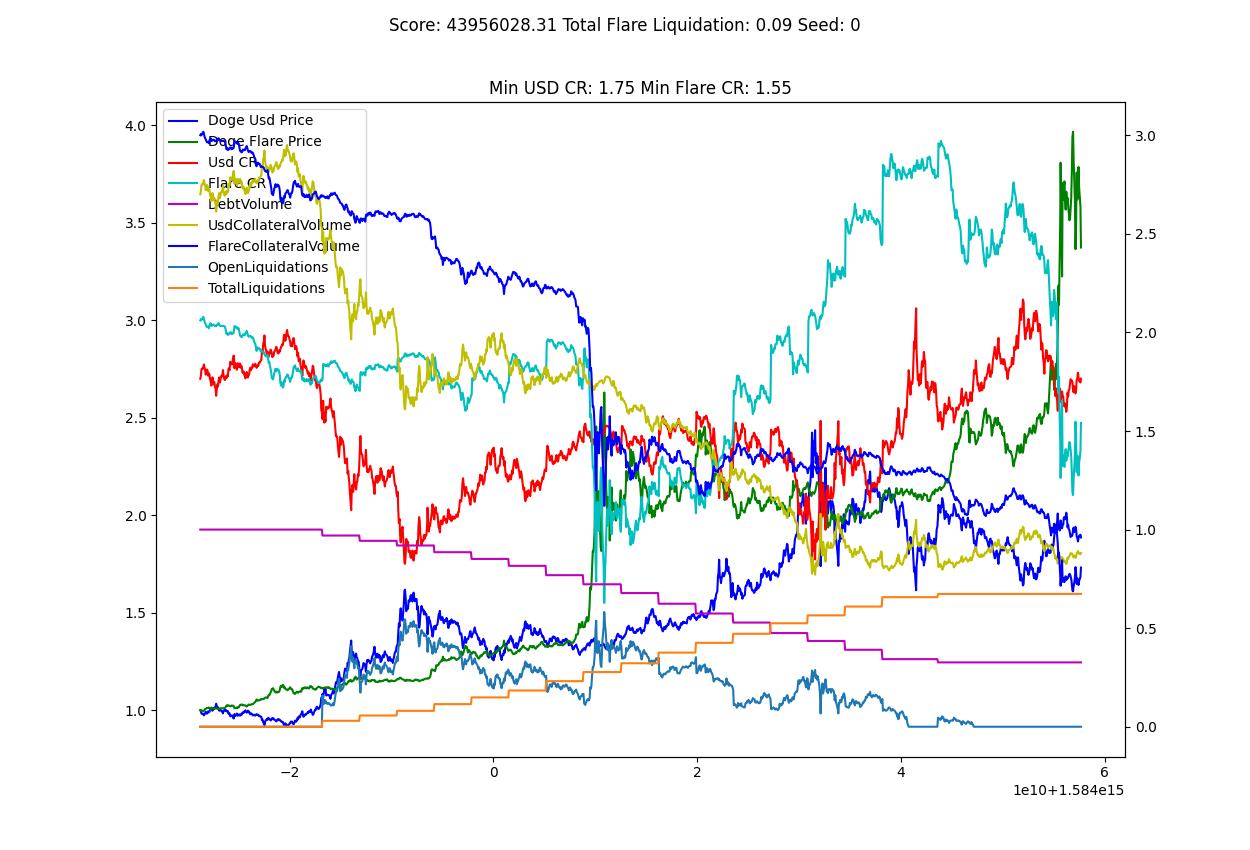 Score: 43956028.31 Total Flare Liquidation: 0.09 Seed: 0
Min USD CR: 1.75 Min Flare CR: 1.55
Doge Usd Price
Doge Flare Price
Usd CR
Flare CR
DebtVolume
UsdCollateralVolume
FlareCollateralVolume
OpenLiquidations
TotalLiquidations
4.0
3.5
3.0
2.5
2.0
1.5
1.0
3.0
2.5
2.0
1.5
1.0
0.5
0.0
−2 0 2 4 6
1e10+1.584e15